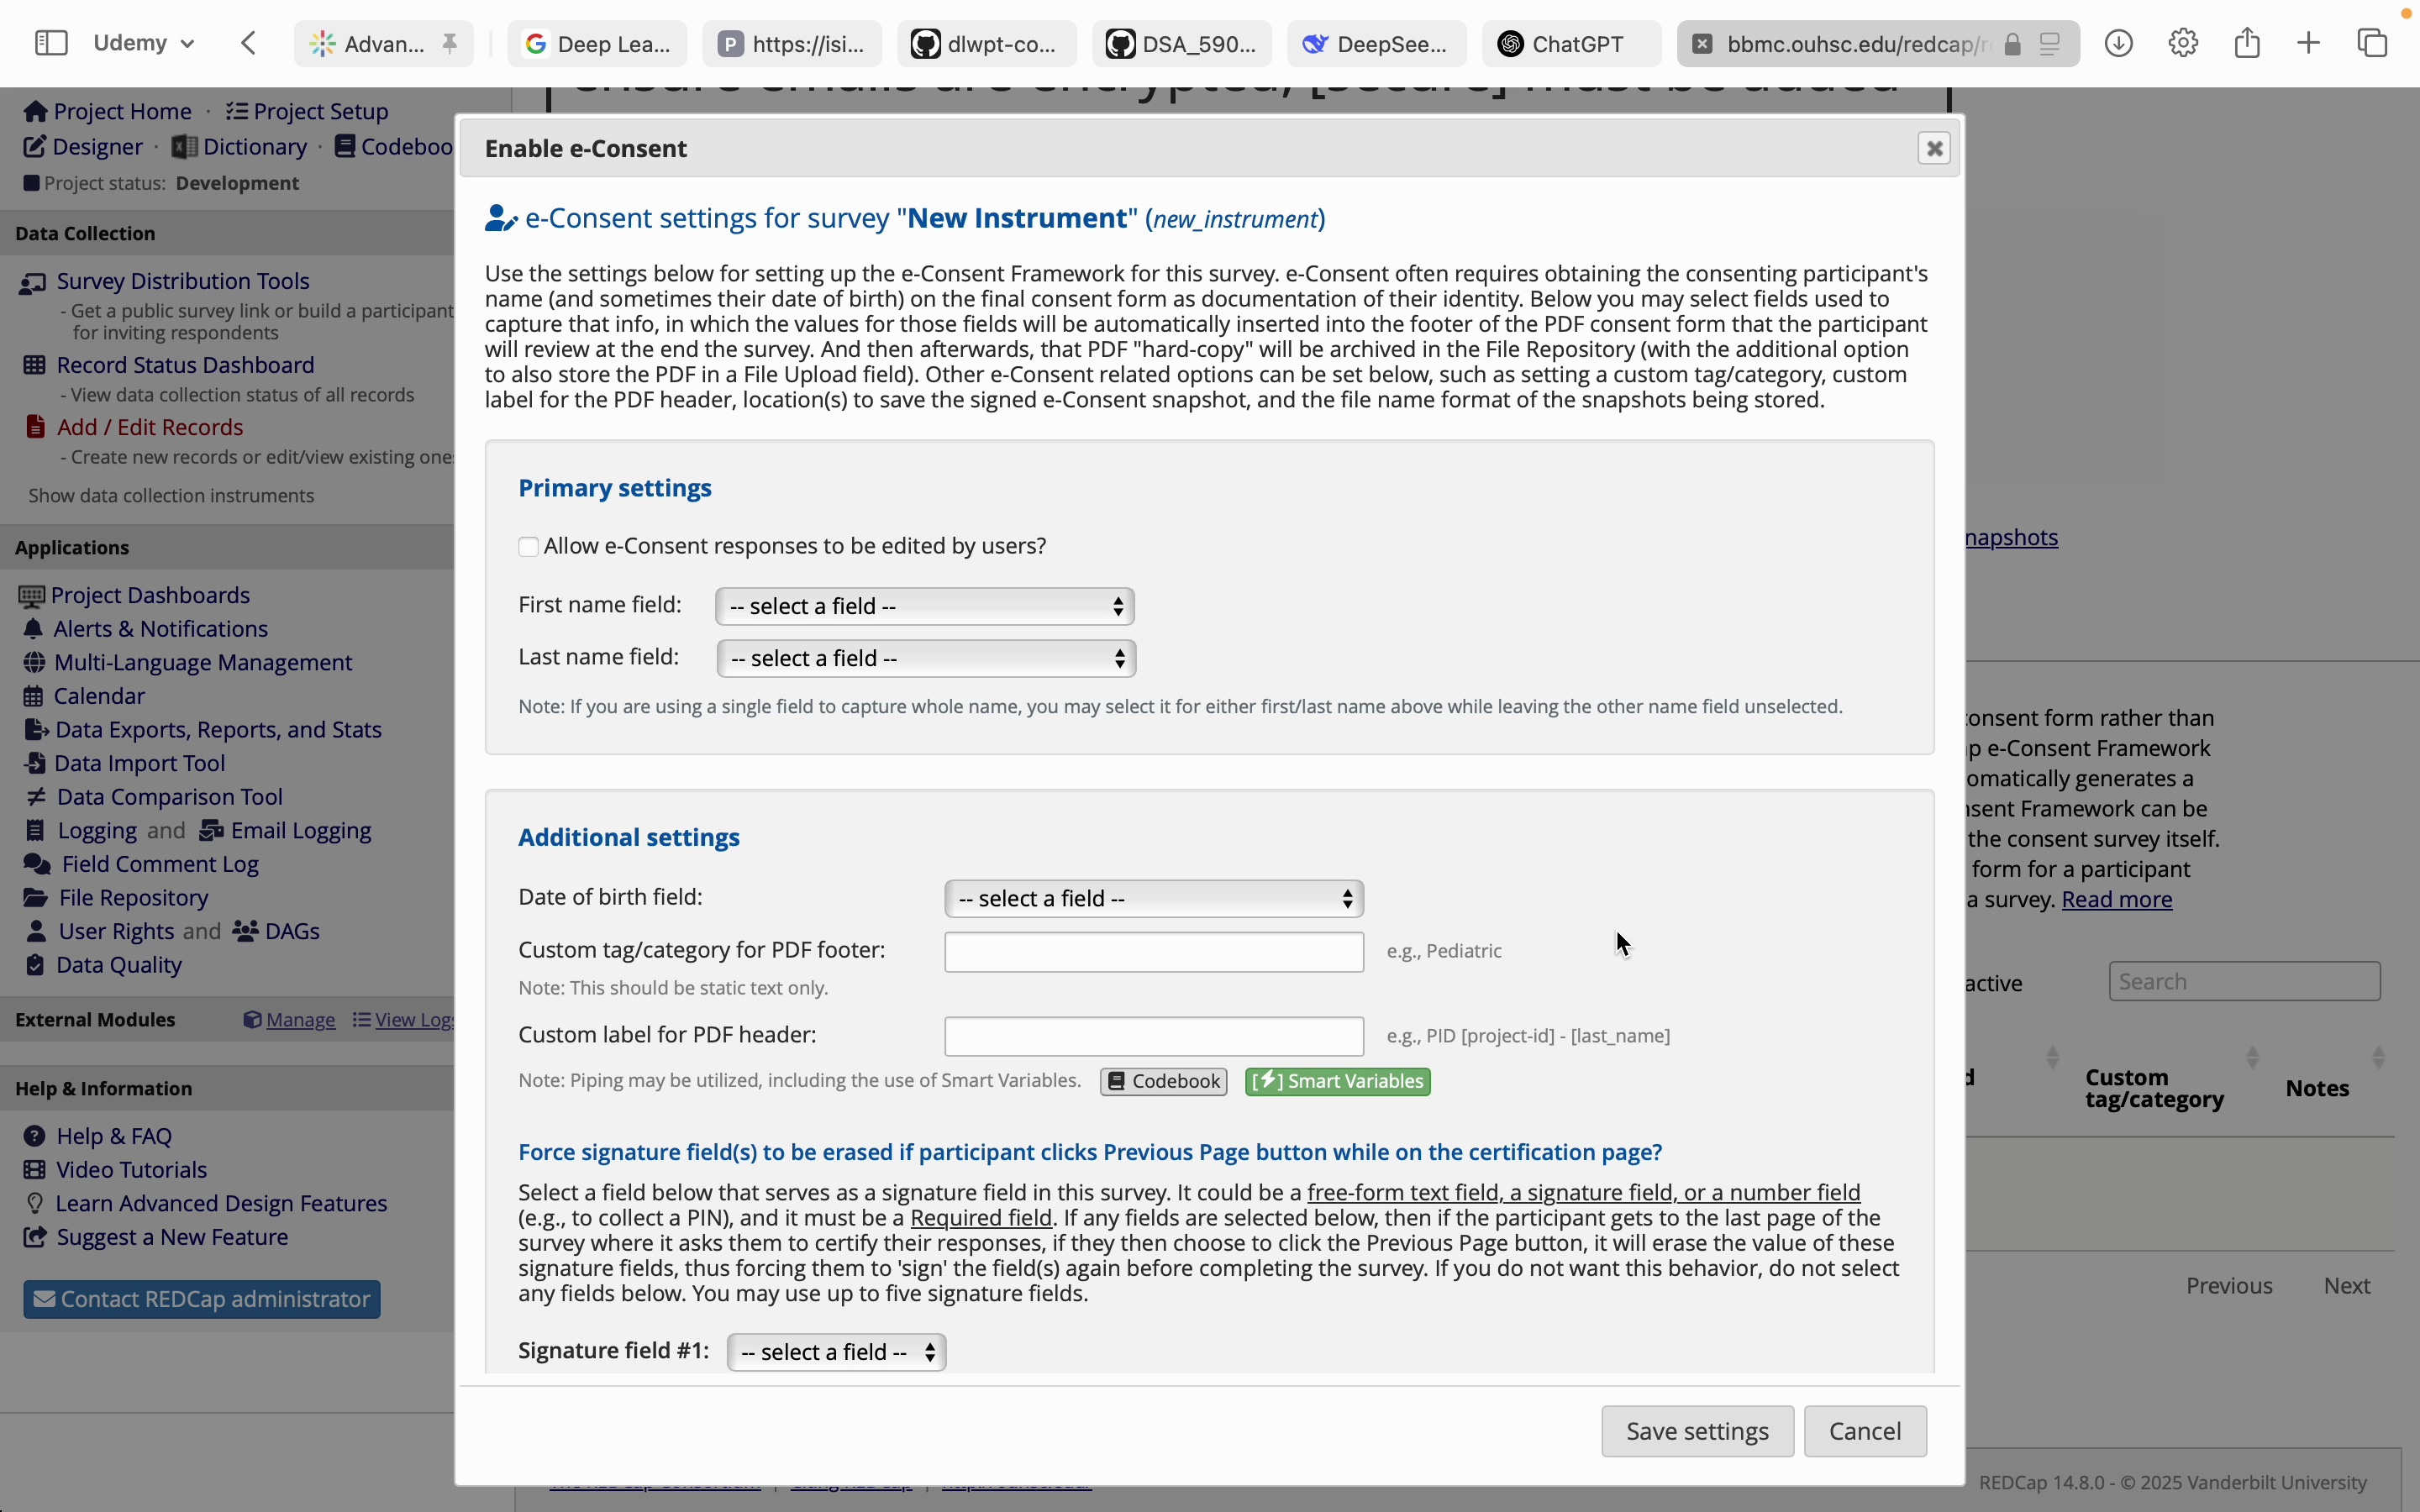 Udemy
Advan...
Deep Lea...
https://isi...
dlwpt-co...
DSA_590...
DeepSee...
ChatGPT
bbmc.ouhsc.edu/redcap/r
Project Home · Project Setup
Designer · Dictionary · Codeboo
Project status: Development
Data Collection
Survey Distribution Tools
- Get a public survey link or build a participant
for inviting respondents
Record Status Dashboard
- View data collection status of all records
Add / Edit Records
- Create new records or edit/view existing one
Show data collection instruments
Applications
Project Dashboards
Alerts & Notifications
Multi-Language Management
Calendar
Data Exports, Reports, and Stats
Data Import Tool
Data Comparison Tool
Logging and Email Logging
Field Comment Log
File Repository
User Rights and DAGs
Data Quality
External Modules Manage View Logs
Help & Information
Help & FAQ
Video Tutorials
Learn Advanced Design Features
Suggest a New Feature
Contact REDCap administrator
Enable e-Consent
e-Consent settings for survey "New Instrument" (new_instrument)
Use the settings below for setting up the e-Consent Framework for this survey. e-Consent often requires obtaining the consenting participant's
name (and sometimes their date of birth) on the final consent form as documentation of their identity. Below you may select fields used to
capture that info, in which the values for those fields will be automatically inserted into the footer of the PDF consent form that the participant
will review at the end the survey. And then afterwards, that PDF "hard-copy" will be archived in the File Repository (with the additional option
to also store the PDF in a File Upload field). Other e-Consent related options can be set below, such as setting a custom tag/category, custom
label for the PDF header, location(s) to save the signed e-Consent snapshot, and the file name format of the snapshots being stored.
Primary settings
Allow e-Consent responses to be edited by users?
First name field: -- select a field --
Last name field: -- select a field --
Note: If you are using a single field to capture whole name, you may select it for either first/last name above while leaving the other name field unselected.
Additional settings
Date of birth field: -- select a field --
Custom tag/category for PDF footer: e.g., Pediatric
Note: This should be static text only.
Custom label for PDF header: e.g., PID [project-id] - [last_name]
Note: Piping may be utilized, including the use of Smart Variables. Codebook [⚡] Smart Variables
Force signature field(s) to be erased if participant clicks Previous Page button while on the certification page?
Select a field below that serves as a signature field in this survey. It could be a free-form text field, a signature field, or a number field
(e.g., to collect a PIN), and it must be a Required field. If any fields are selected below, then if the participant gets to the last page of the
survey where it asks them to certify their responses, if they then choose to click the Previous Page button, it will erase the value of these
signature fields, thus forcing them to 'sign' the field(s) again before completing the survey. If you do not want this behavior, do not select
any fields below. You may use up to five signature fields.
Signature field #1: -- select a field --
Save settings Cancel
napshots
consent form rather than
p e-Consent Framework
omatically generates a
nsent Framework can be
the consent survey itself.
form for a participant
a survey. Read more
active
Search
d
Custom
tag/category
Notes
Previous Next
REDCap 14.8.0 - © 2025 Vanderbilt University